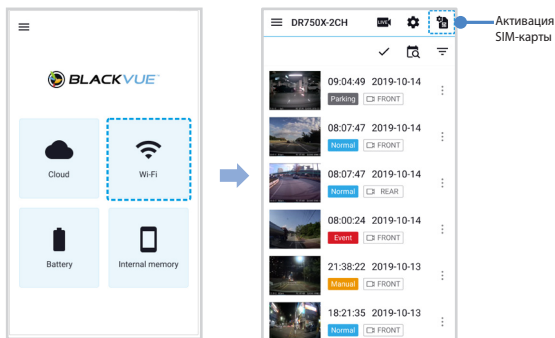 BLACKVUE
Cloud
Wi-Fi
Battery
Internal memory
DR750X-2CH
LIVE
Активация
SIM-карты
09:04:49 2019-10-14
Parking FRONT
08:07:47 2019-10-14
Normal FRONT
08:07:47 2019-10-14
Normal REAR
08:00:24 2019-10-14
Event FRONT
21:38:22 2019-10-13
Manual FRONT
18:21:35 2019-10-13
Normal FRONT